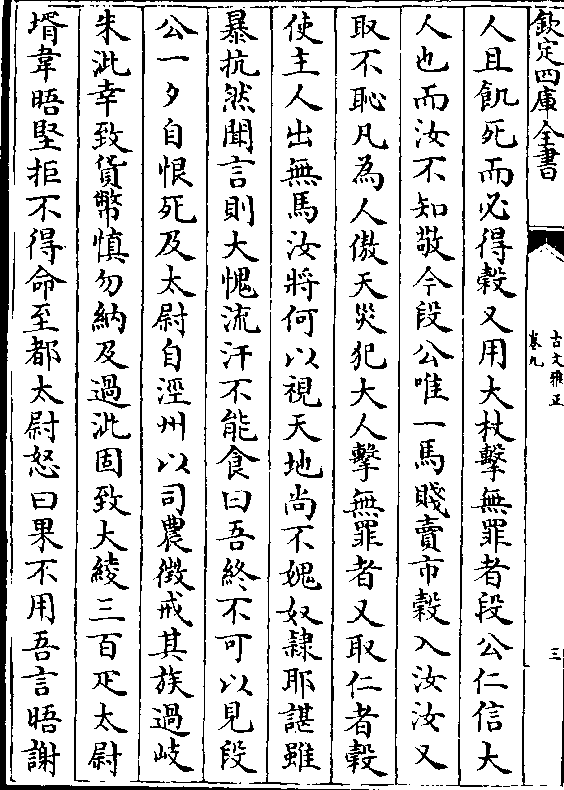 欽定四庫全書
古文雅正
卷九
三
人且飢死而必得穀又用大杖擊無罪者段公仁信大
人也而汝不知敬今段公唯一馬賤賣市穀入汝汝又
取不恥凡為人傲天災犯大人擊無罪者又取仁者穀
使主人出無馬汝將何以視天地尚不媿奴隸耶諶雖
暴抗然聞言則大愧流汗不能食曰吾終不可以見段
公一夕自恨死及太尉自涇州以司農徵戒其族過岐
朱泚幸致貨幣慎勿納及過泚固致大綾三百疋太尉
壻韋晤堅拒不得命至都太尉怒曰果不用吾言晤謝